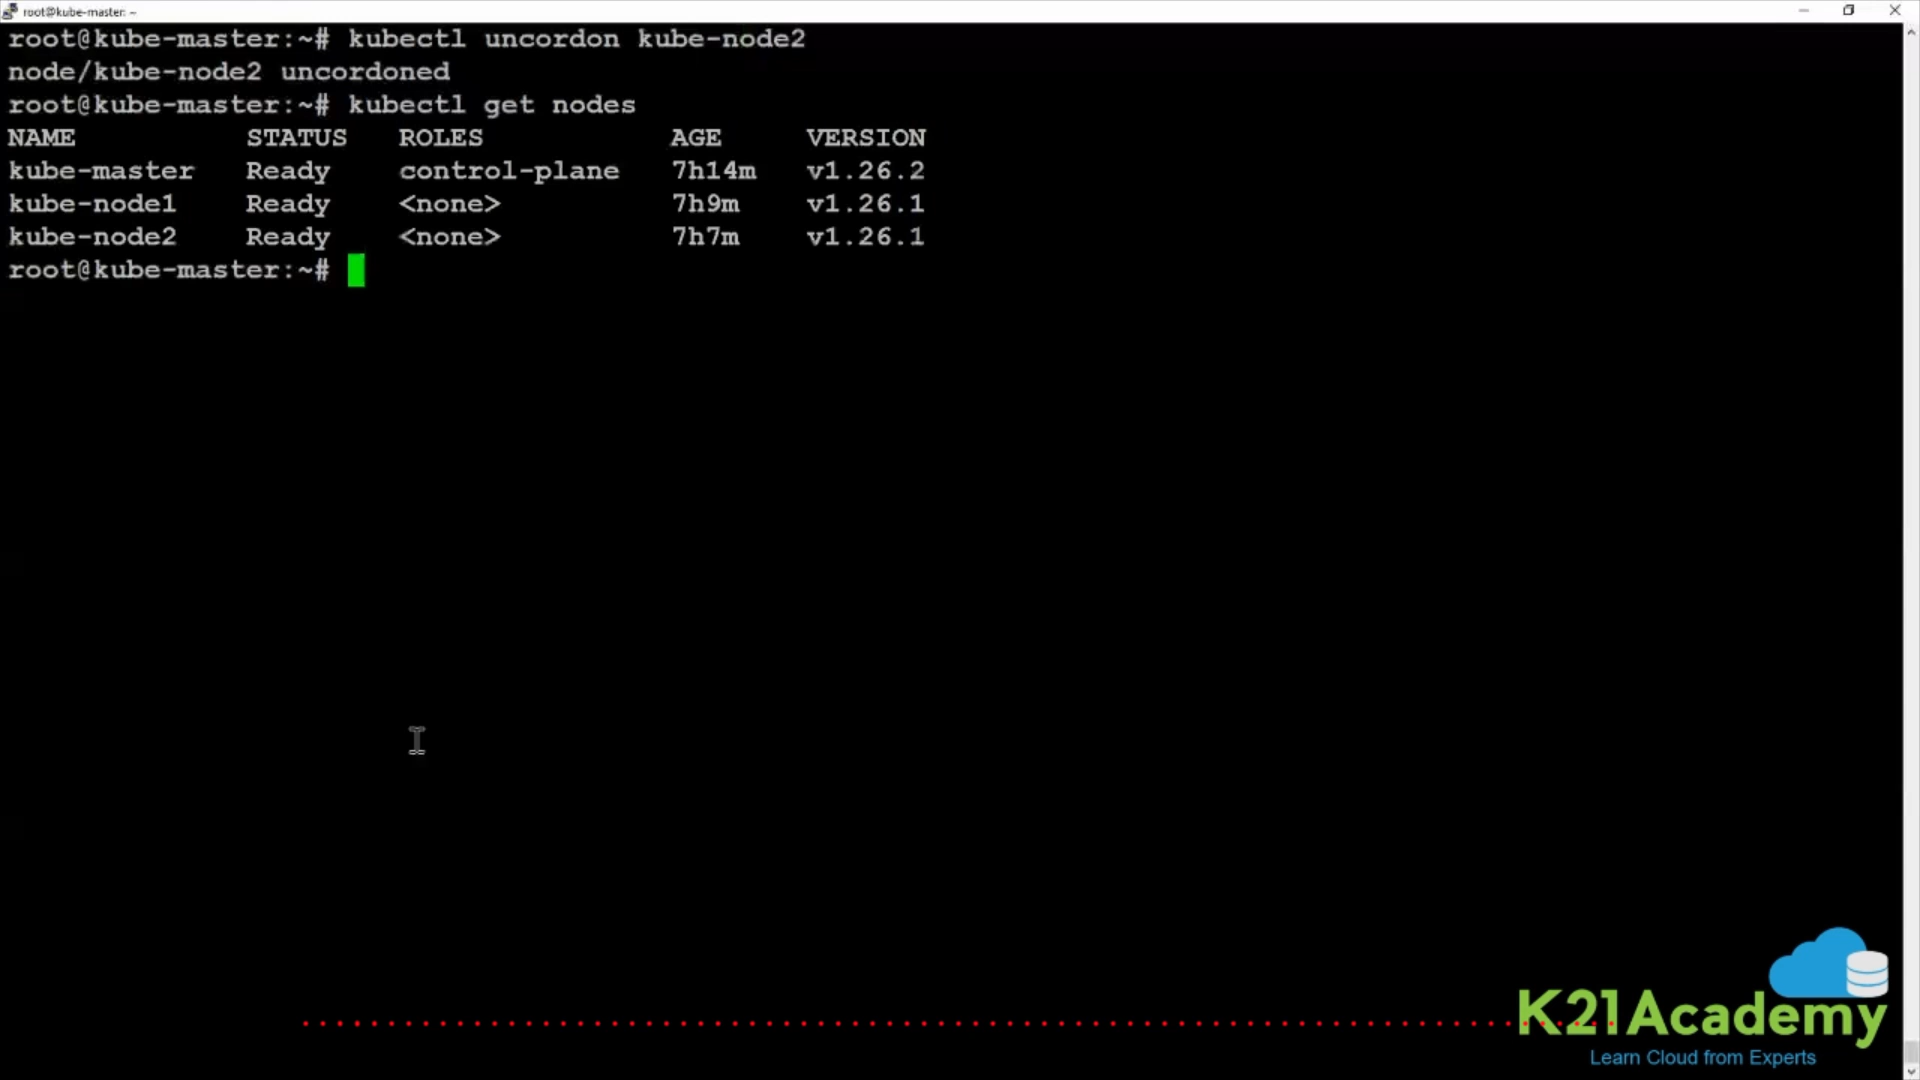 root@kube-master: ~
root@kube-master:~# kubectl uncordon kube-node2
node/kube-node2 uncordoned
root@kube-master:~# kubectl get nodes
NAME STATUS ROLES AGE VERSION
kube-master Ready control-plane 7h14m v1.26.2
kube-node1 Ready <none> 7h9m v1.26.1
kube-node2 Ready <none> 7h7m v1.26.1
root@kube-master:~#
K21Academy
Learn Cloud from Experts